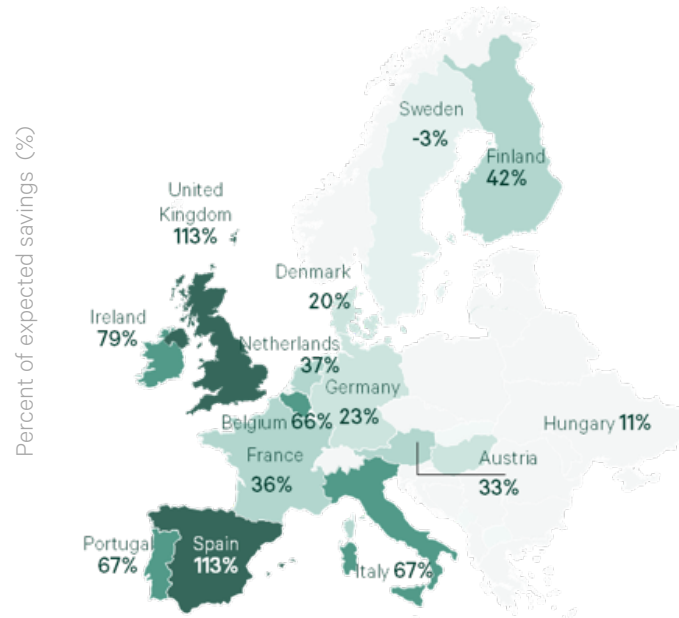 Percent of expected savings (%)
Sweden
-3%
Finland
42%
United
Kingdom
113%
Denmark
20%
Ireland
79%
Netherlands
37%
Germany
23%
Belgium 66%
Hungary 11%
France
36%
Austria
33%
Portugal
67%
Spain
113%
Italy 67%